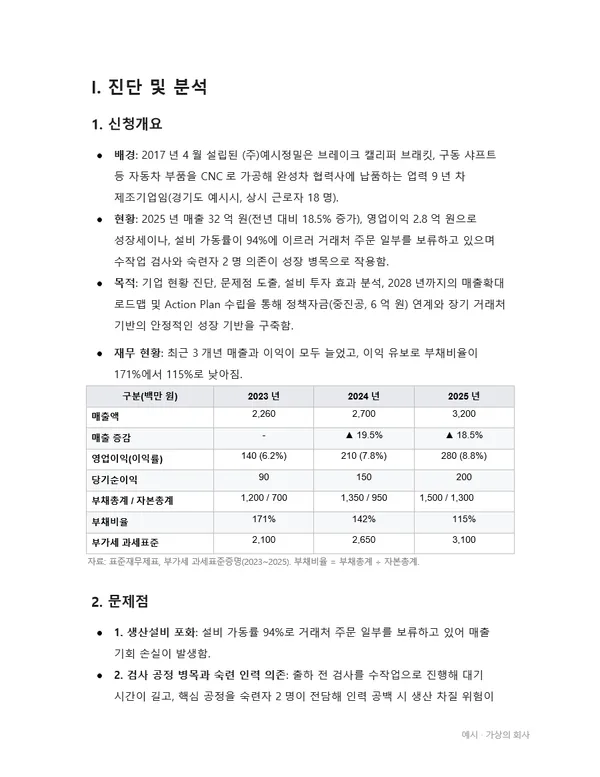 I. 진단 및 분석
1. 신청개요
● 배경: 2017 년 4 월 설립된 (주)예시정밀은 브레이크 캘리퍼 브래킷, 구동 샤프트
등 자동차 부품을 CNC 로 가공해 완성차 협력사에 납품하는 업력 9 년 차
제조기업임(경기도 예시시, 상시 근로자 18 명).
● 현황: 2025 년 매출 32 억 원(전년 대비 18.5% 증가), 영업이익 2.8 억 원으로
성장세이나, 설비 가동률이 94%에 이르러 거래처 주문 일부를 보류하고 있으며
수작업 검사와 숙련자 2 명 의존이 성장 병목으로 작용함.
● 목적: 기업 현황 진단, 문제점 도출, 설비 투자 효과 분석, 2028 년까지의 매출확대
로드맵 및 Action Plan 수립을 통해 정책자금(중진공, 6 억 원) 연계와 장기 거래처
기반의 안정적인 성장 기반을 구축함.
● 재무 현황: 최근 3 개년 매출과 이익이 모두 늘었고, 이익 유보로 부채비율이
171%에서 115%로 낮아짐.
구분(백만 원) 2023 년 2024 년 2025 년
매출액 2,260 2,700 3,200
매출 증감 - ▲ 19.5% ▲ 18.5%
영업이익(이익률) 140 (6.2%) 210 (7.8%) 280 (8.8%)
당기순이익 90 150 200
부채총계 / 자본총계 1,200 / 700 1,350 / 950 1,500 / 1,300
부채비율 171% 142% 115%
부가세 과세표준 2,100 2,650 3,100
자료: 표준재무제표, 부가세 과세표준증명(2023~2025). 부채비율 = 부채총계 ÷ 자본총계.
2. 문제점
● 1. 생산설비 포화: 설비 가동률 94%로 거래처 주문 일부를 보류하고 있어 매출
기회 손실이 발생함.
● 2. 검사 공정 병목과 숙련 인력 의존: 출하 전 검사를 수작업으로 진행해 대기
시간이 길고, 핵심 공정을 숙련자 2 명이 전담해 인력 공백 시 생산 차질 위험이
예시 · 가상의 회사